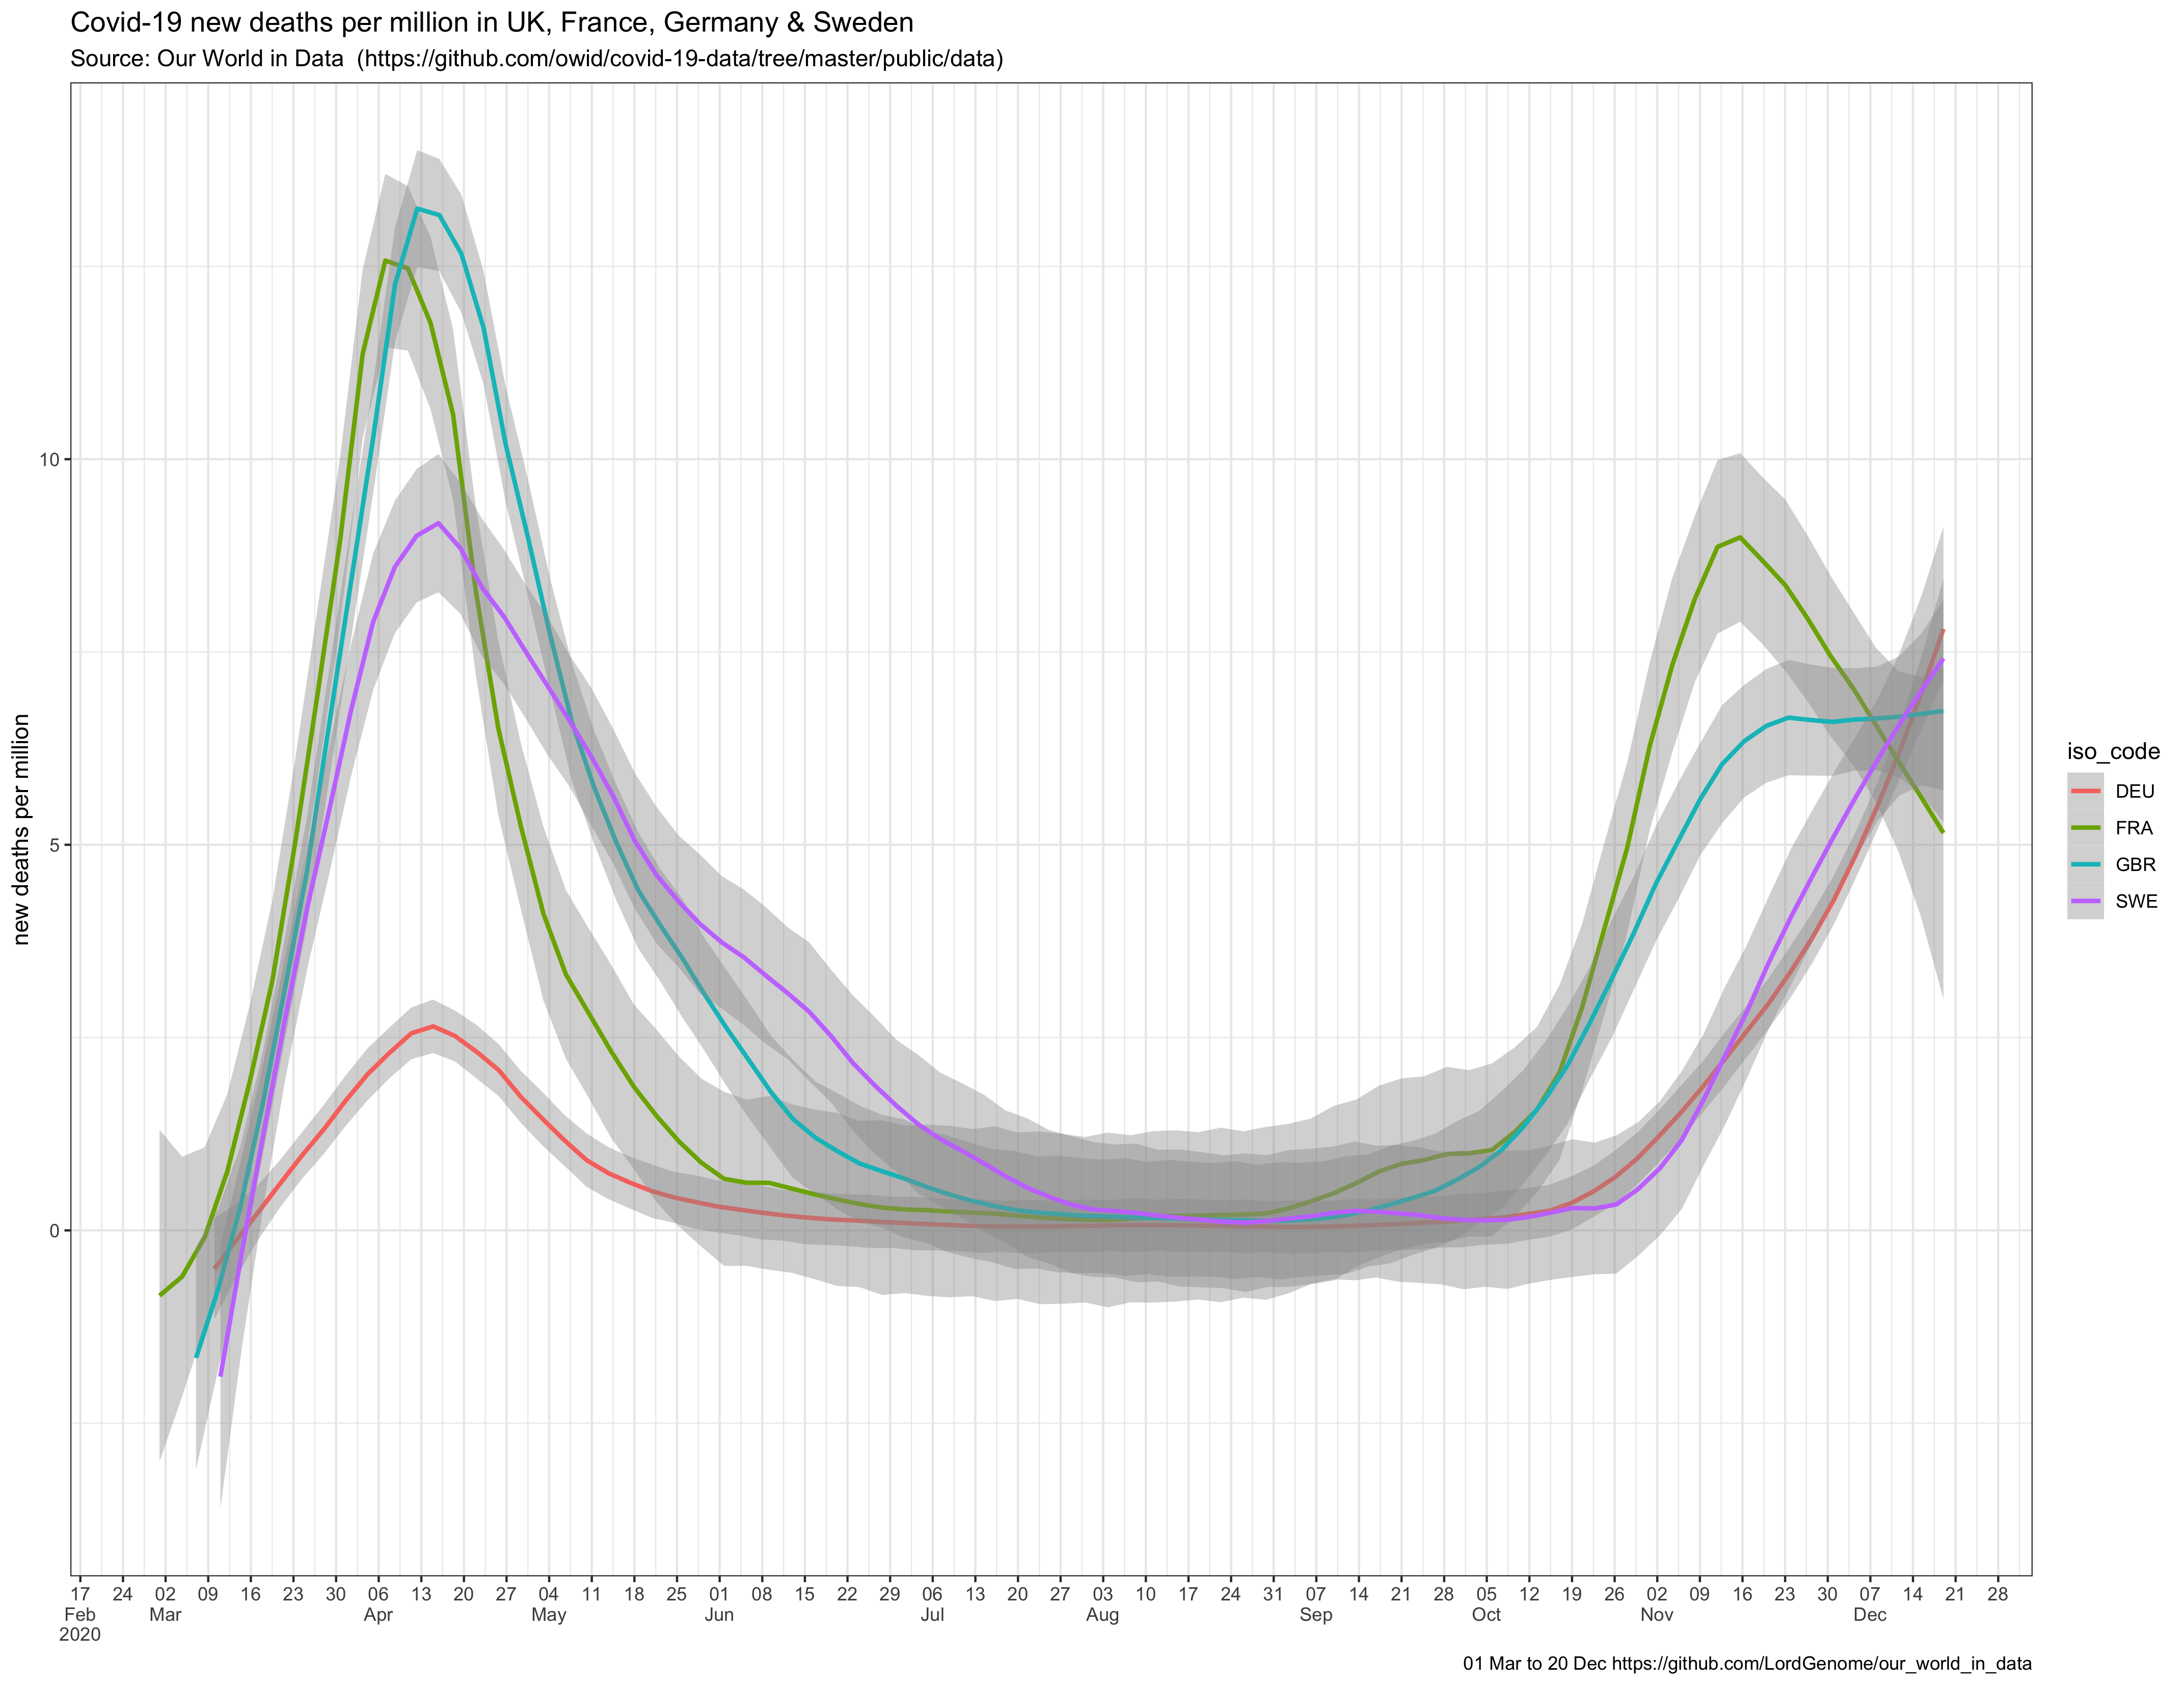 Covid-19 new deaths per million in UK, France, Germany & Sweden
Source: Our World in Data  (https://github.com/owid/covid-19-data/tree/master/public/data)
new deaths per million
10
5
0
17 24 02 09 16 23 30 06 13 20 27 04 11 18 25 01 08 15 22 29 06 13 20 27 03 10 17 24 31 07 14 21 28 05 12 19 26 02 09 16 23 30 07 14 21 28
Feb Mar Apr May Jun Jul Aug Sep Oct Nov Dec
2020
iso_code
DEU
FRA
GBR
SWE
01 Mar to 20 Dec https://github.com/LordGenome/our_world_in_data